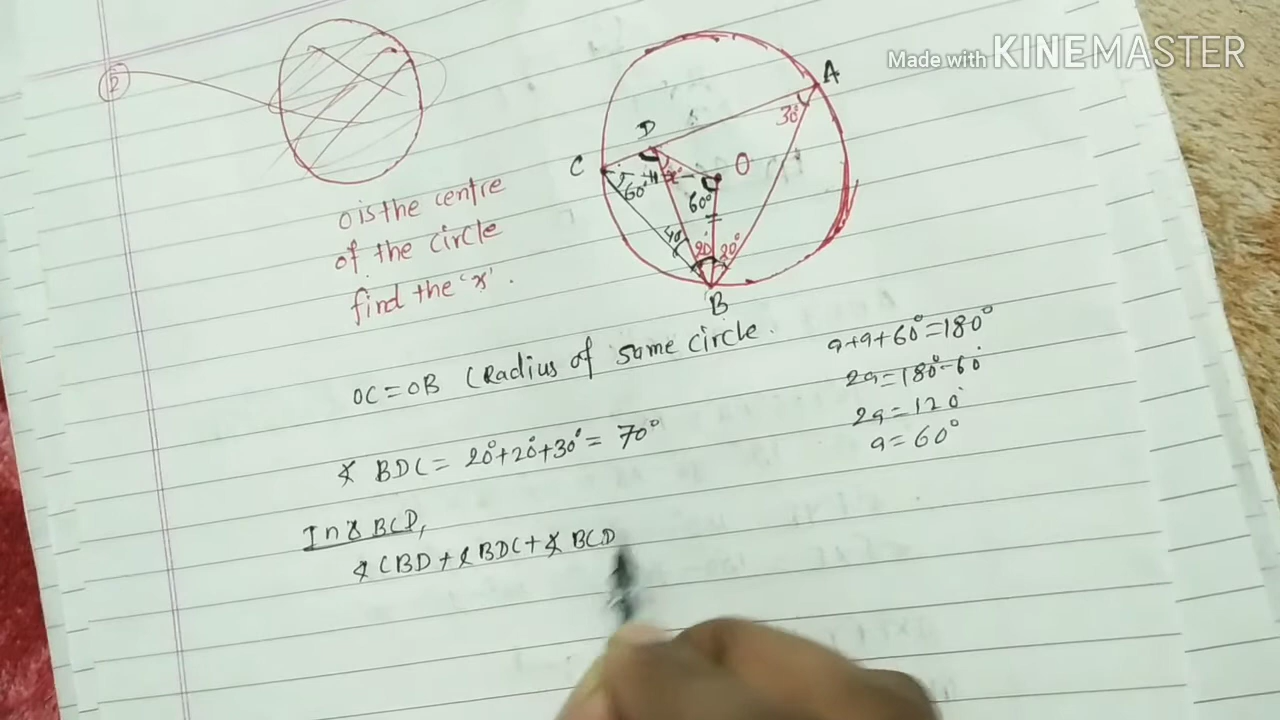 Made with KINEMASTER
2
A
30°
D
C
O
60°
x°
60°
40
20
20°
B
O is the centre
of the circle
find the 'x'.
OC=OB (Radius of same circle.
a+a+60°=180°
2a=180°-60°
2a=120°
a=60°
∡ BDC = 20°+20°+30° = 70°
In ∆ BCD,
∡ CBD + ∡ BDC + ∡ BCD